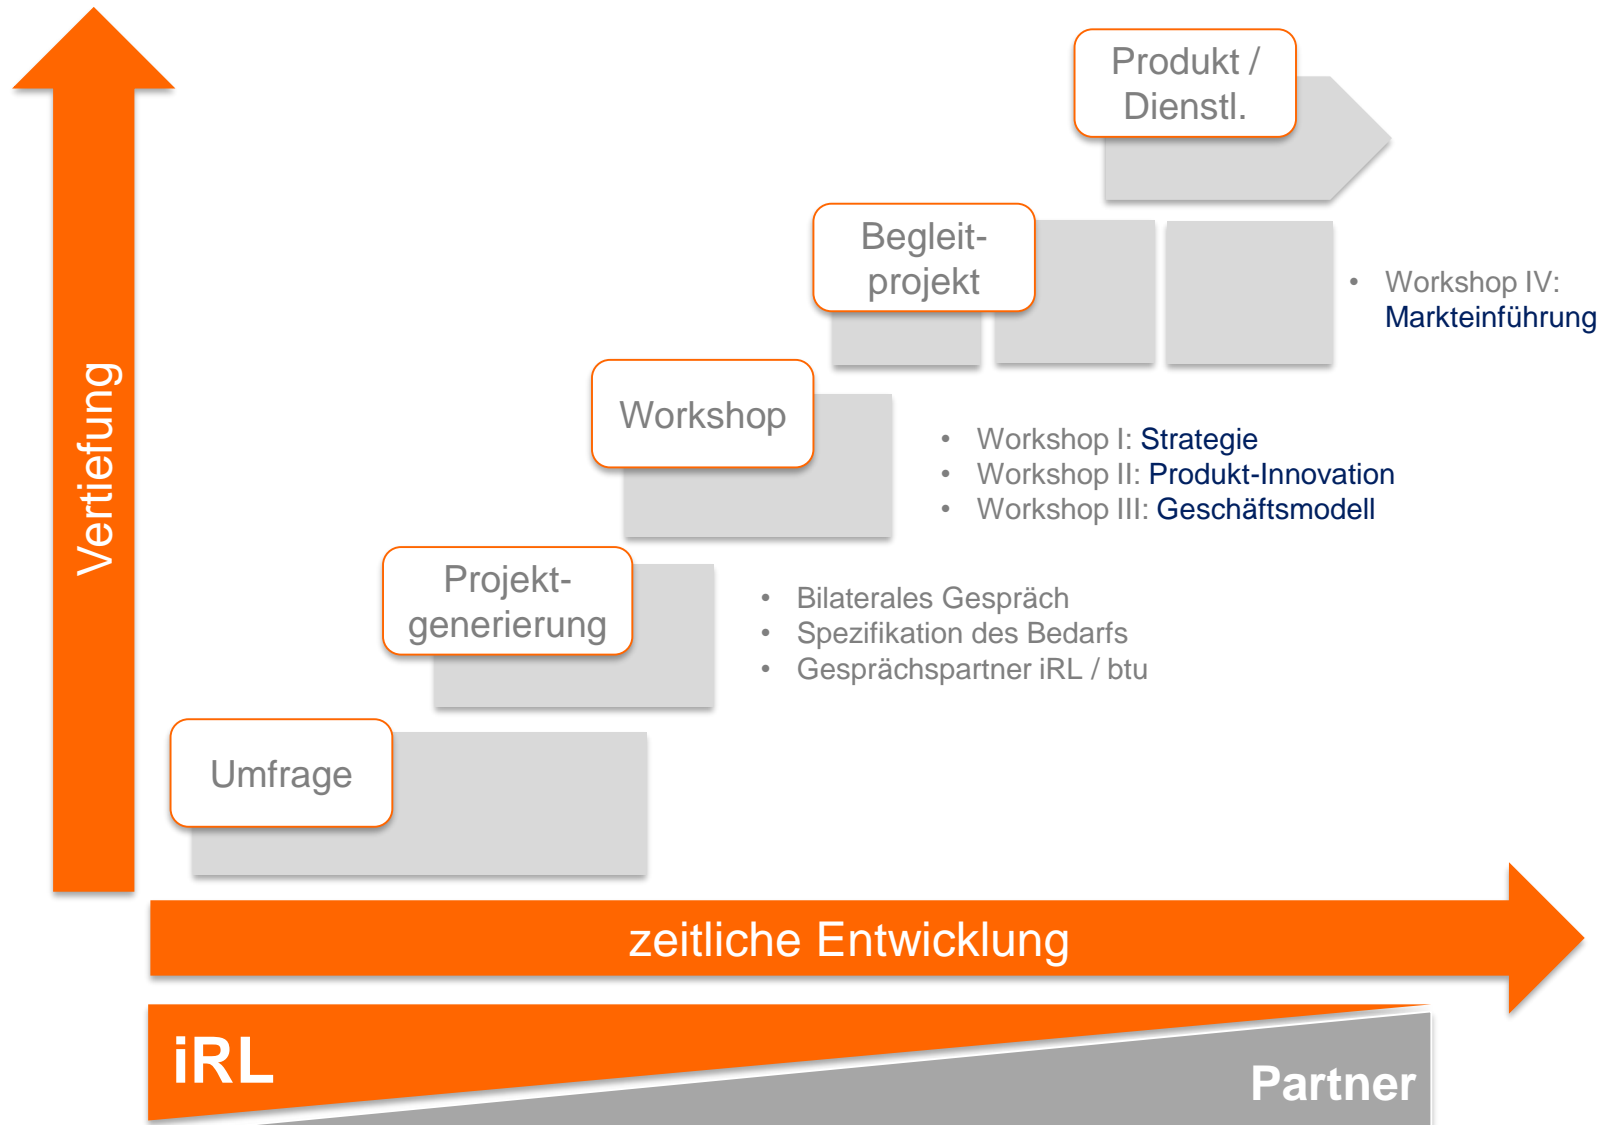 Produkt /
Dienstl.
Begleit-
projekt
• Workshop IV:
Markteinführung
Workshop
• Workshop I: Strategie
• Workshop II: Produkt-Innovation
• Workshop III: Geschäftsmodell
Projekt-
generierung
• Bilaterales Gespräch
• Spezifikation des Bedarfs
• Gesprächspartner iRL / btu
Umfrage
Vertiefung
zeitliche Entwicklung
iRL
Partner